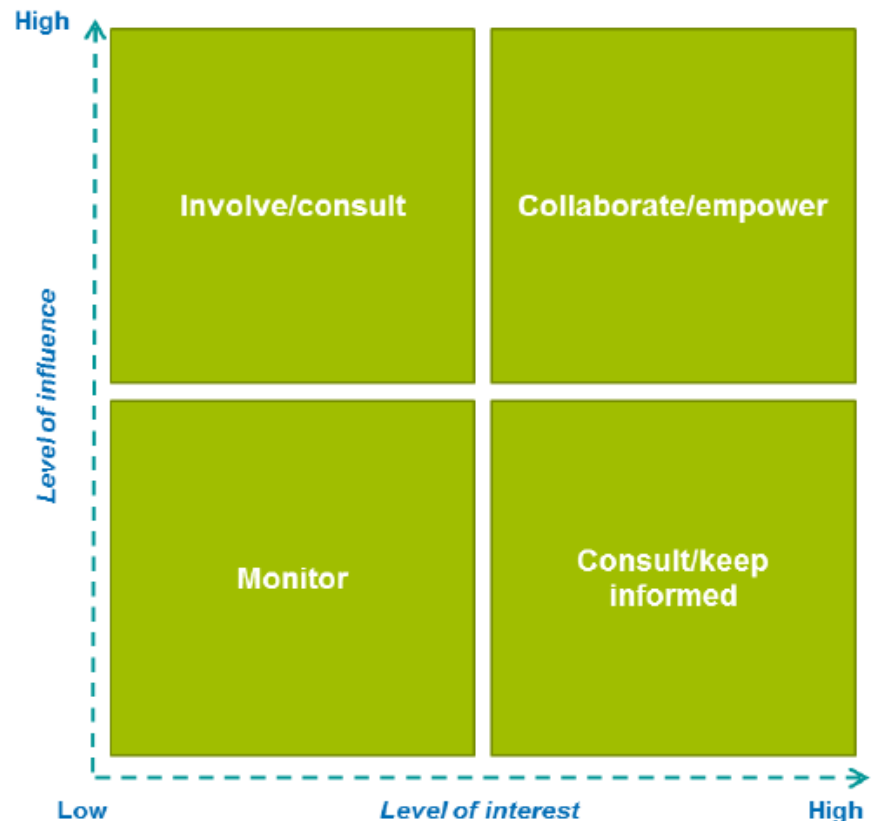 High
Involve/consult
Collaborate/empower
Level of influence
Monitor
Consult/keep
informed
Low
Level of interest
High